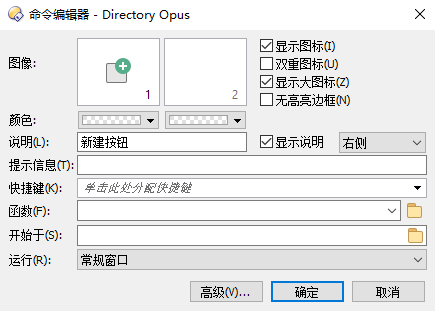 命令编辑器 - Directory Opus
图像:
1
2
显示图标(I)
双重图标(U)
显示大图标(Z)
无高亮边框(N)
颜色:
说明(L): 新建按钮 显示说明 右侧
提示信息(T):
快捷键(K): 单击此处分配快捷键
函数(F):
开始于(S):
运行(R): 常规窗口
高级(V)... 确定 取消